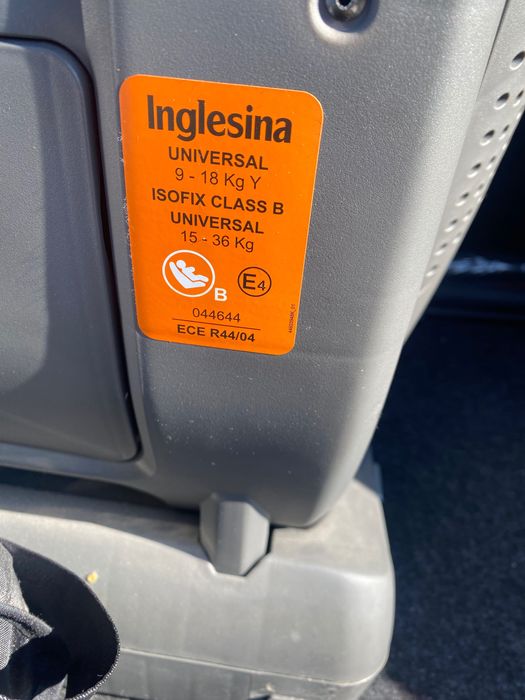 Inglesina
UNIVERSAL
9 - 18 Kg Y
ISOFIX CLASS B
UNIVERSAL
15 - 36 Kg
B
E4
044644
ECE R44/04